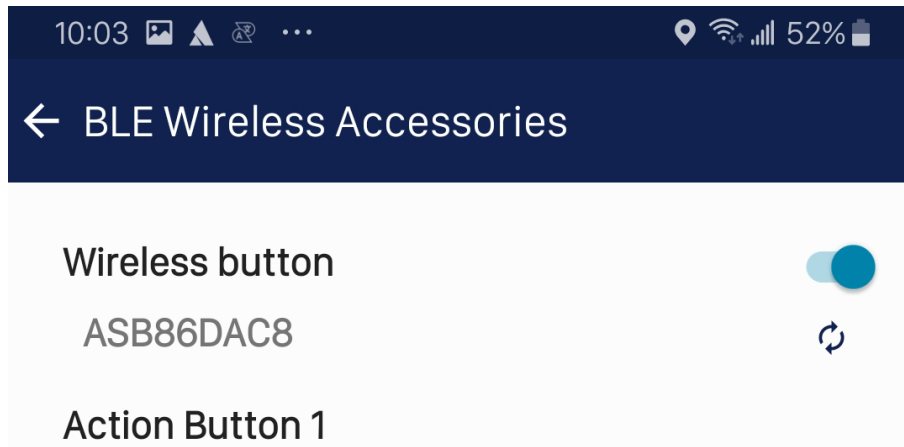 10:03 52%
BLE Wireless Accessories
Wireless button
ASB86DAC8
Action Button 1